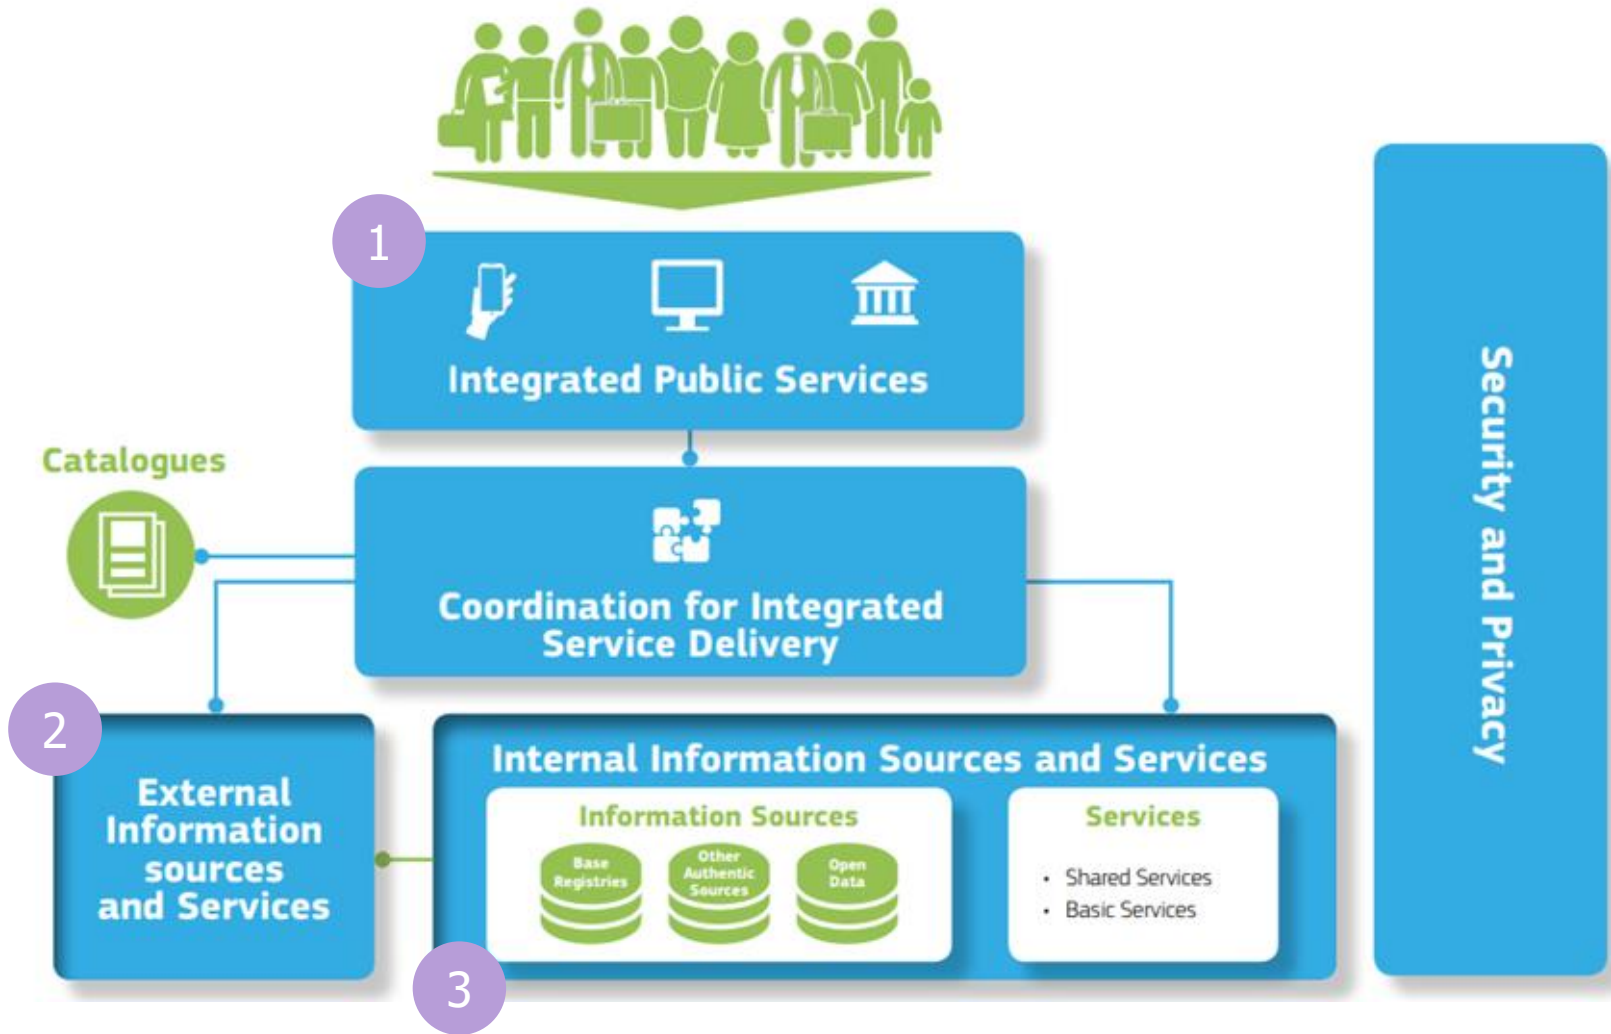 1
Integrated Public Services
Catalogues
Coordination for Integrated
Service Delivery
2
External
Information
sources
and Services
Internal Information Sources and Services
Information Sources
Base
Registries
Other
Authentic
Sources
Open
Data
Services
• Shared Services
• Basic Services
3
Security and Privacy